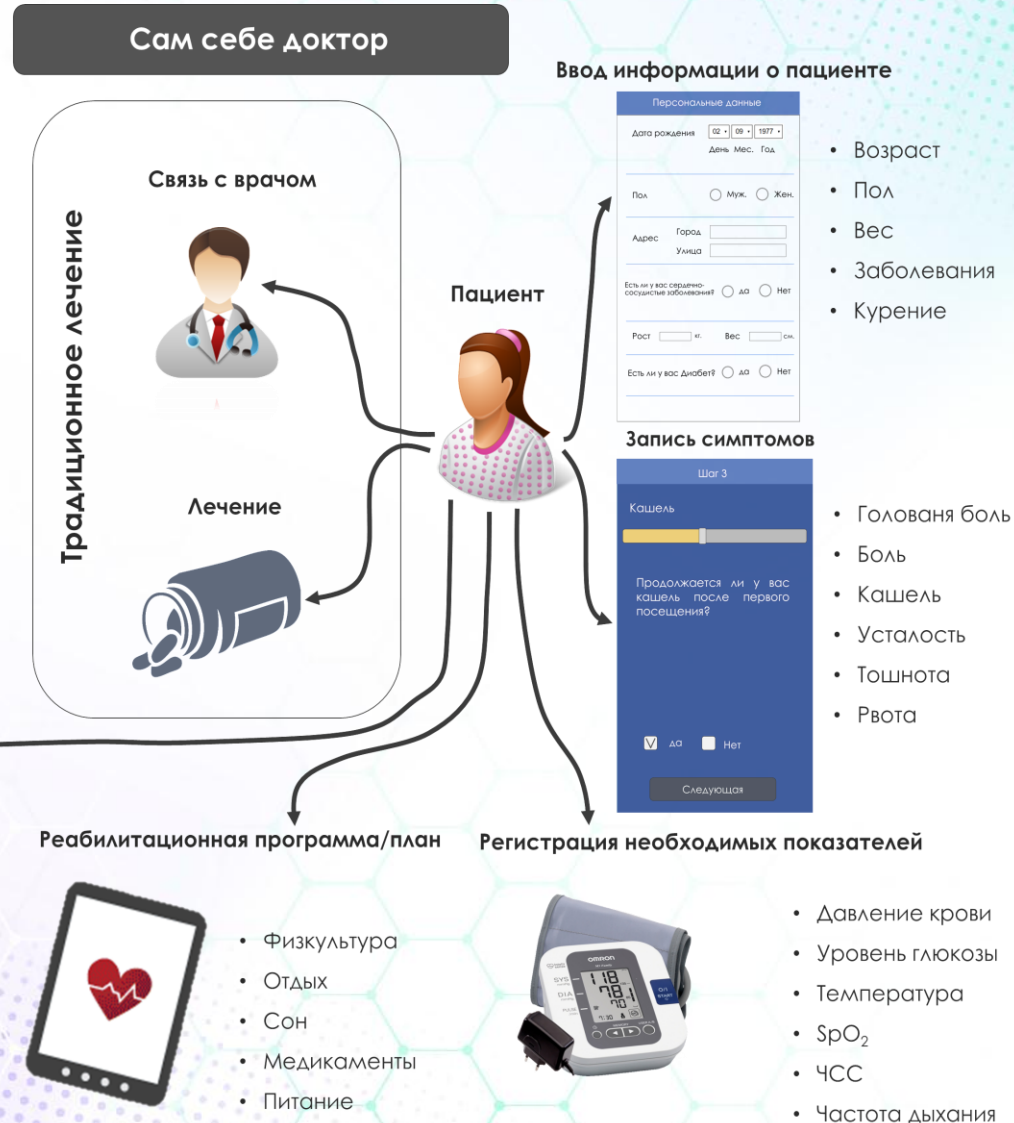 Сам себе доктор
Традиционное лечение
Связь с врачом
Лечение
Пациент
Ввод информации о пациенте
Персональные данные
Дата рождения 02 09 1977
День Мес. Год
Пол Муж. Жен.
Адрес Город
Улица
Есть ли у вас сердечно-
сосудистые заболевание? да Нет
Рост кг. Вес см.
Есть ли у вас Диабет? да Нет
• Возраст
• Пол
• Вес
• Заболевания
• Курение
Запись симптомов
Шаг 3
Кашель
Продолжается ли у вас
кашель после первого
посещения?
да Нет
Следующая
• Голованя боль
• Боль
• Кашель
• Усталость
• Тошнота
• Рвота
Реабилитационная программа/план
• Физкультура
• Отдых
• Сон
• Медикаменты
• Питание
Регистрация необходимых показателей
OMRON
SYS 118
DIA 78
70
7:30
• Давление крови
• Уровень глюкозы
• Температура
• SpO₂
• ЧСС
• Частота дыхания